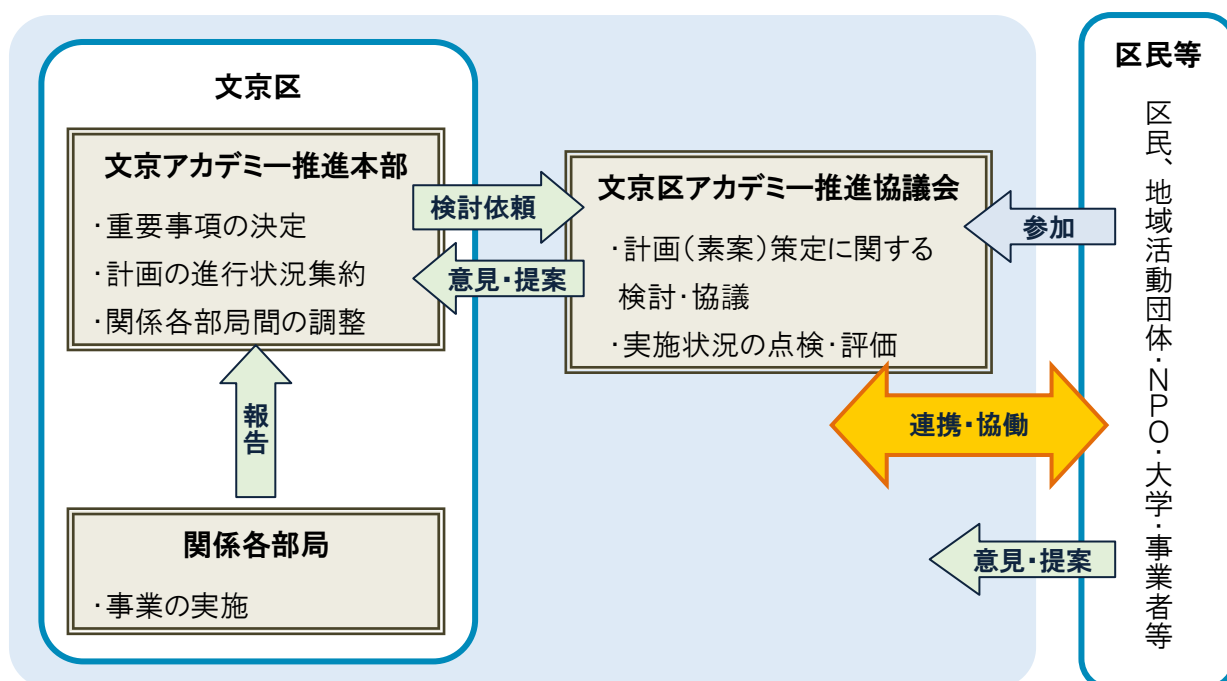 文京区
文京アカデミー推進本部
・重要事項の決定
・計画の進行状況集約
・関係各部局間の調整
検討依頼
意見・提案
報告
関係各部局
・事業の実施
文京区アカデミー推進協議会
・計画（素案）策定に関する
検討・協議
・実施状況の点検・評価
参加
連携・協働
意見・提案
区民等
区民、地域活動団体・ＮＰＯ・大学・事業者等